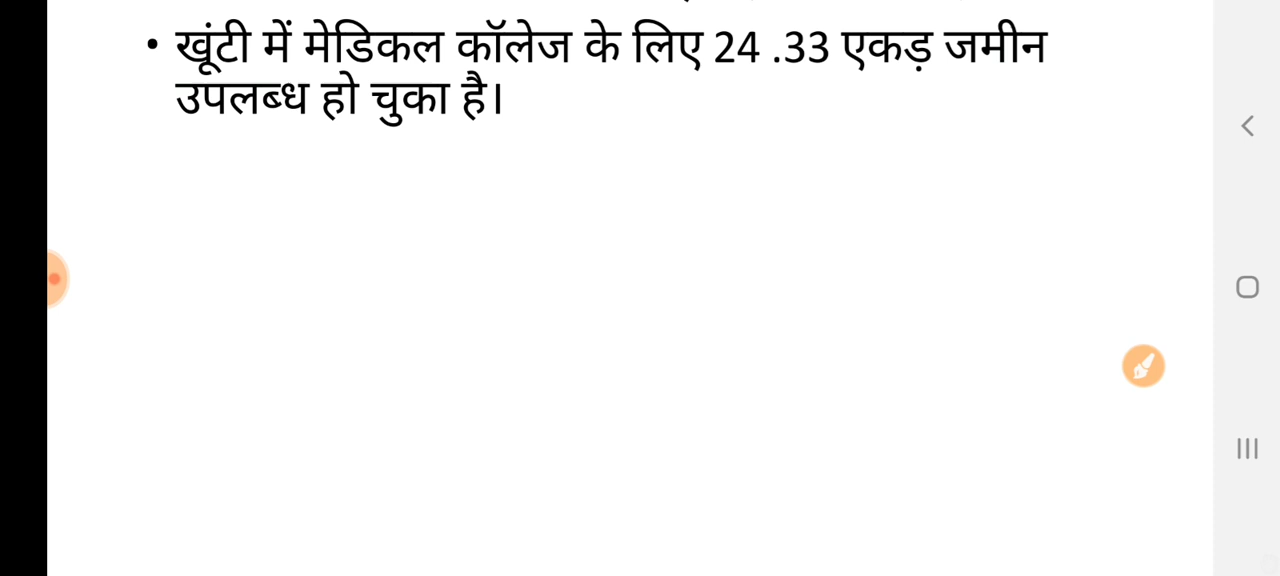 • खूंटी में मेडिकल कॉलेज के लिए 24 .33 एकड़ जमीन
उपलब्ध हो चुका है।